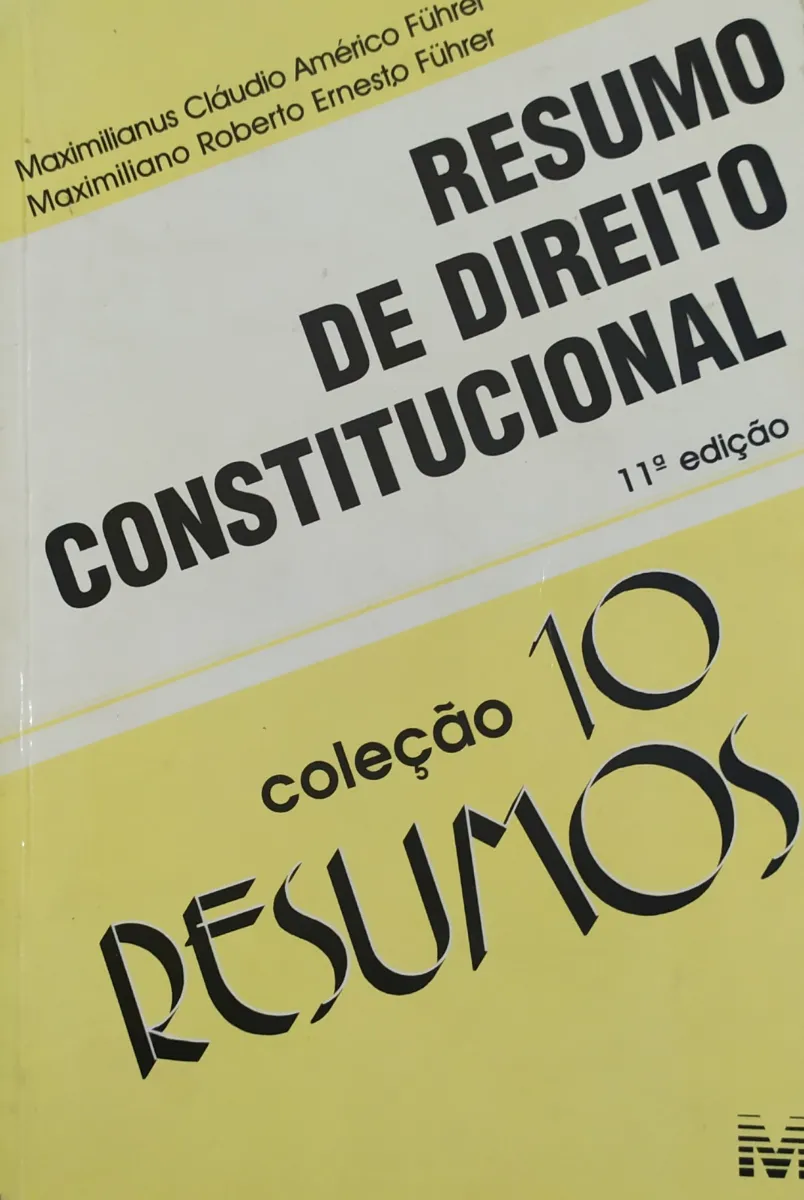 Maximilianus Cláudio Américo Führer
Maximiliano Roberto Ernesto Führer
RESUMO
DE DIREITO
CONSTITUCIONAL
11ª edição
coleção 10
RESUMOS
M